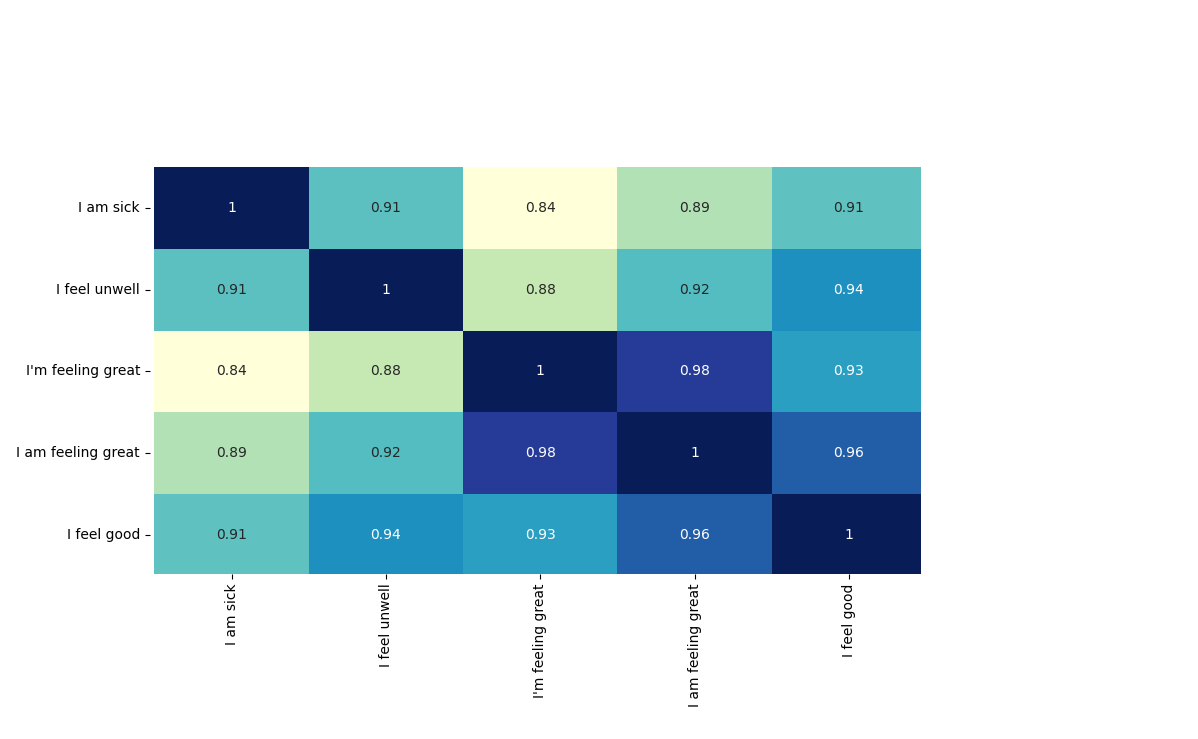 I am sick 1 0.91 0.84 0.89 0.91
I feel unwell 0.91 1 0.88 0.92 0.94
I'm feeling great 0.84 0.88 1 0.98 0.93
I am feeling great 0.89 0.92 0.98 1 0.96
I feel good 0.91 0.94 0.93 0.96 1
I am sick
I feel unwell
I'm feeling great
I am feeling great
I feel good